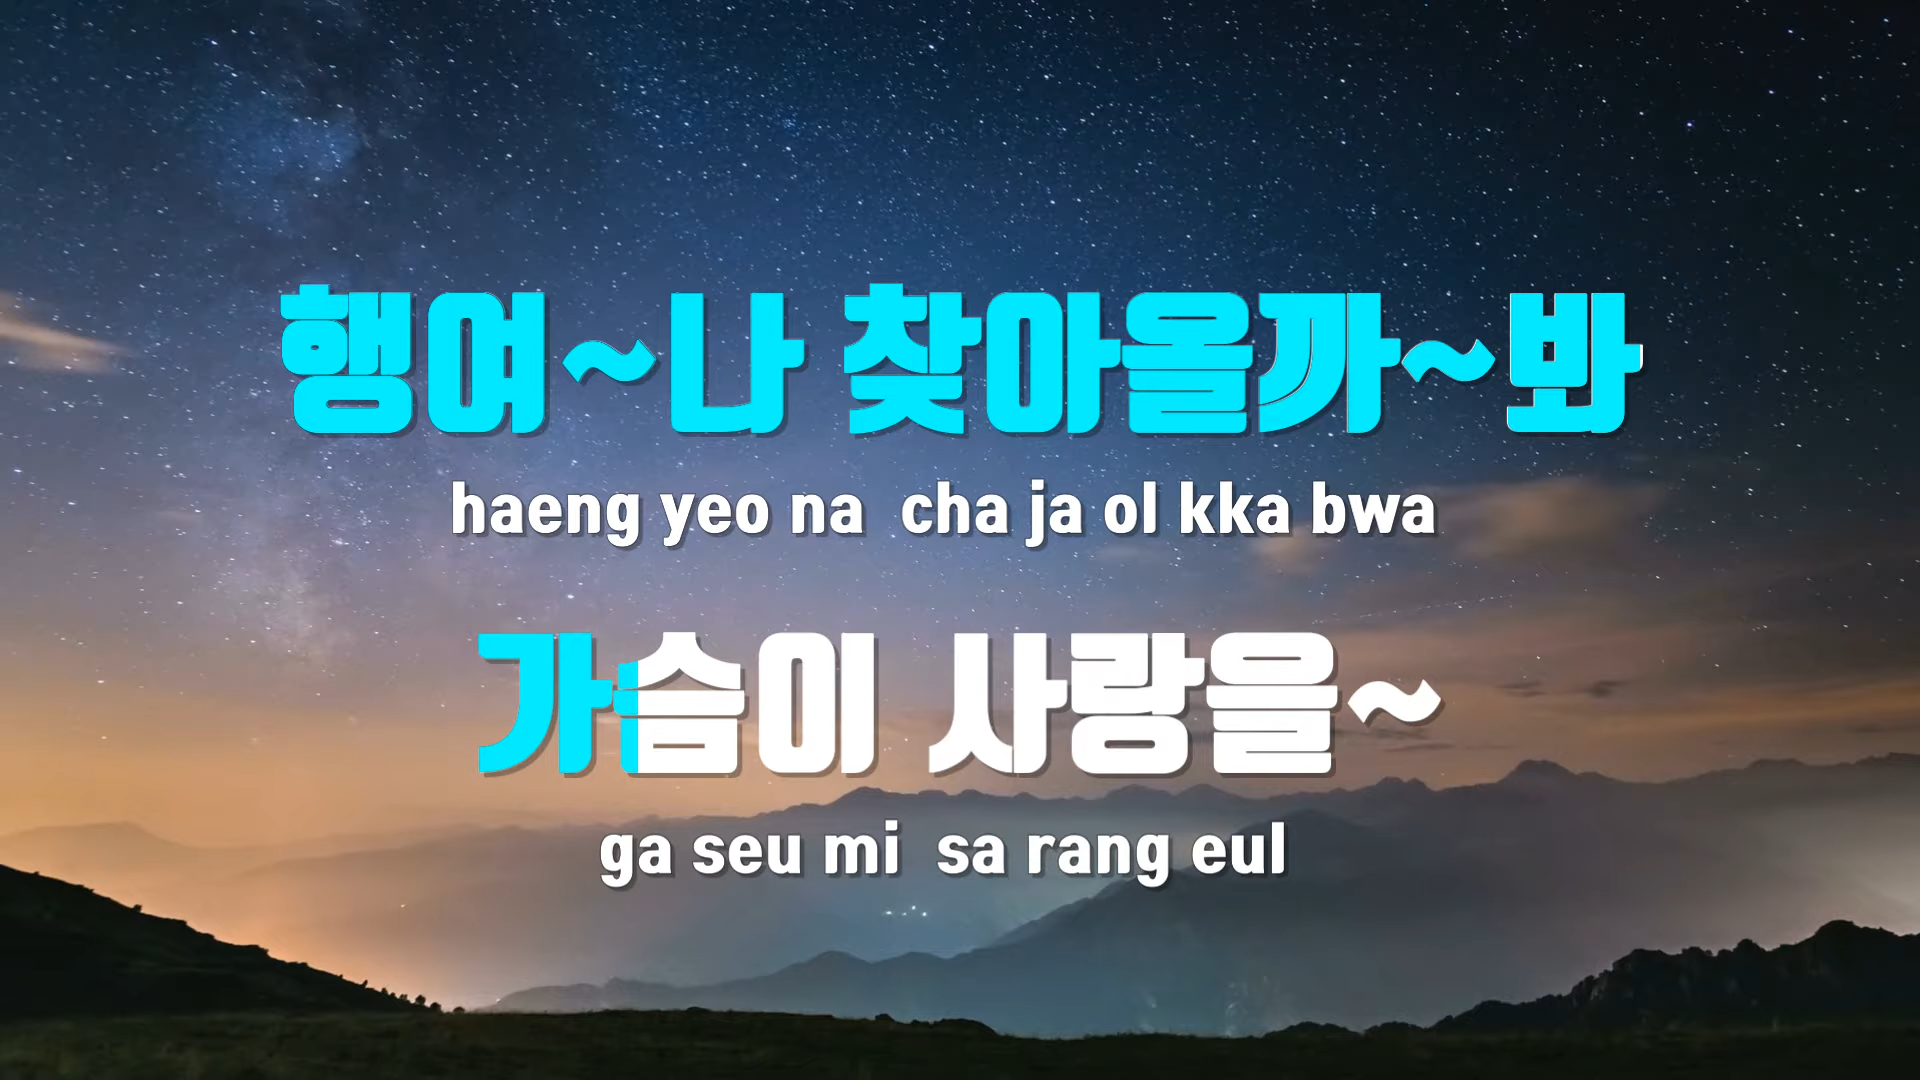 행여~나 찾아올까~봐
haeng yeo na cha ja ol kka bwa
가슴이 사랑을~
ga seu mi sa rang eul